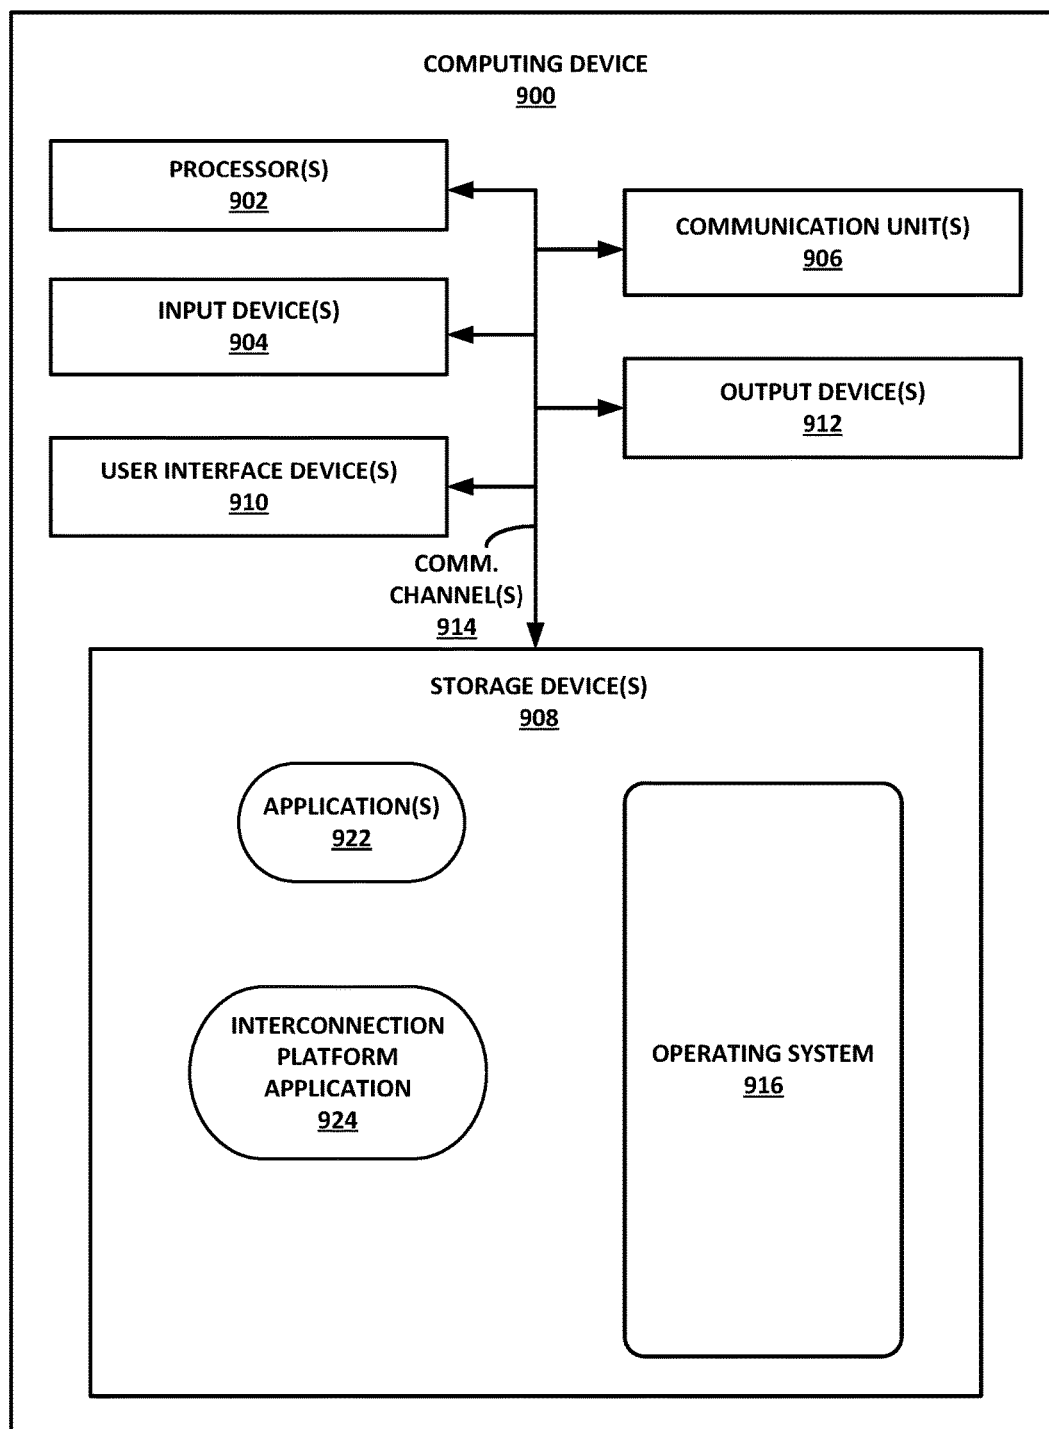 COMPUTING DEVICE
900
PROCESSOR(S)
902
COMMUNICATION UNIT(S)
906
INPUT DEVICE(S)
904
OUTPUT DEVICE(S)
912
USER INTERFACE DEVICE(S)
910
COMM.
CHANNEL(S)
914
STORAGE DEVICE(S)
908
APPLICATION(S)
922
INTERCONNECTION
PLATFORM
APPLICATION
924
OPERATING SYSTEM
916